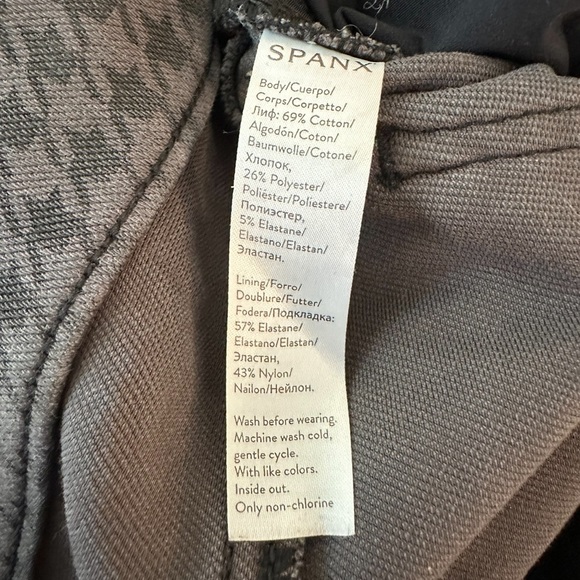 SPANX
Body/Cuerpo/
Corps/Corpetto/
Лиф: 69% Cotton/
Algodón/Coton/
Baumwolle/Cotone/
Хлопок,
26% Polyester/
Poliéster/Poliestere/
Полиэстер,
5% Elastane/
Elastano/Elastan/
Эластан.
Lining/Forro/
Doublure/Futter/
Fodera/Подкладка:
57% Elastane/
Elastano/Elastan/
Эластан,
43% Nylon/
Nailon/Нейлон.
Wash before wearing.
Machine wash cold,
gentle cycle.
With like colors.
Inside out.
Only non-chlorine